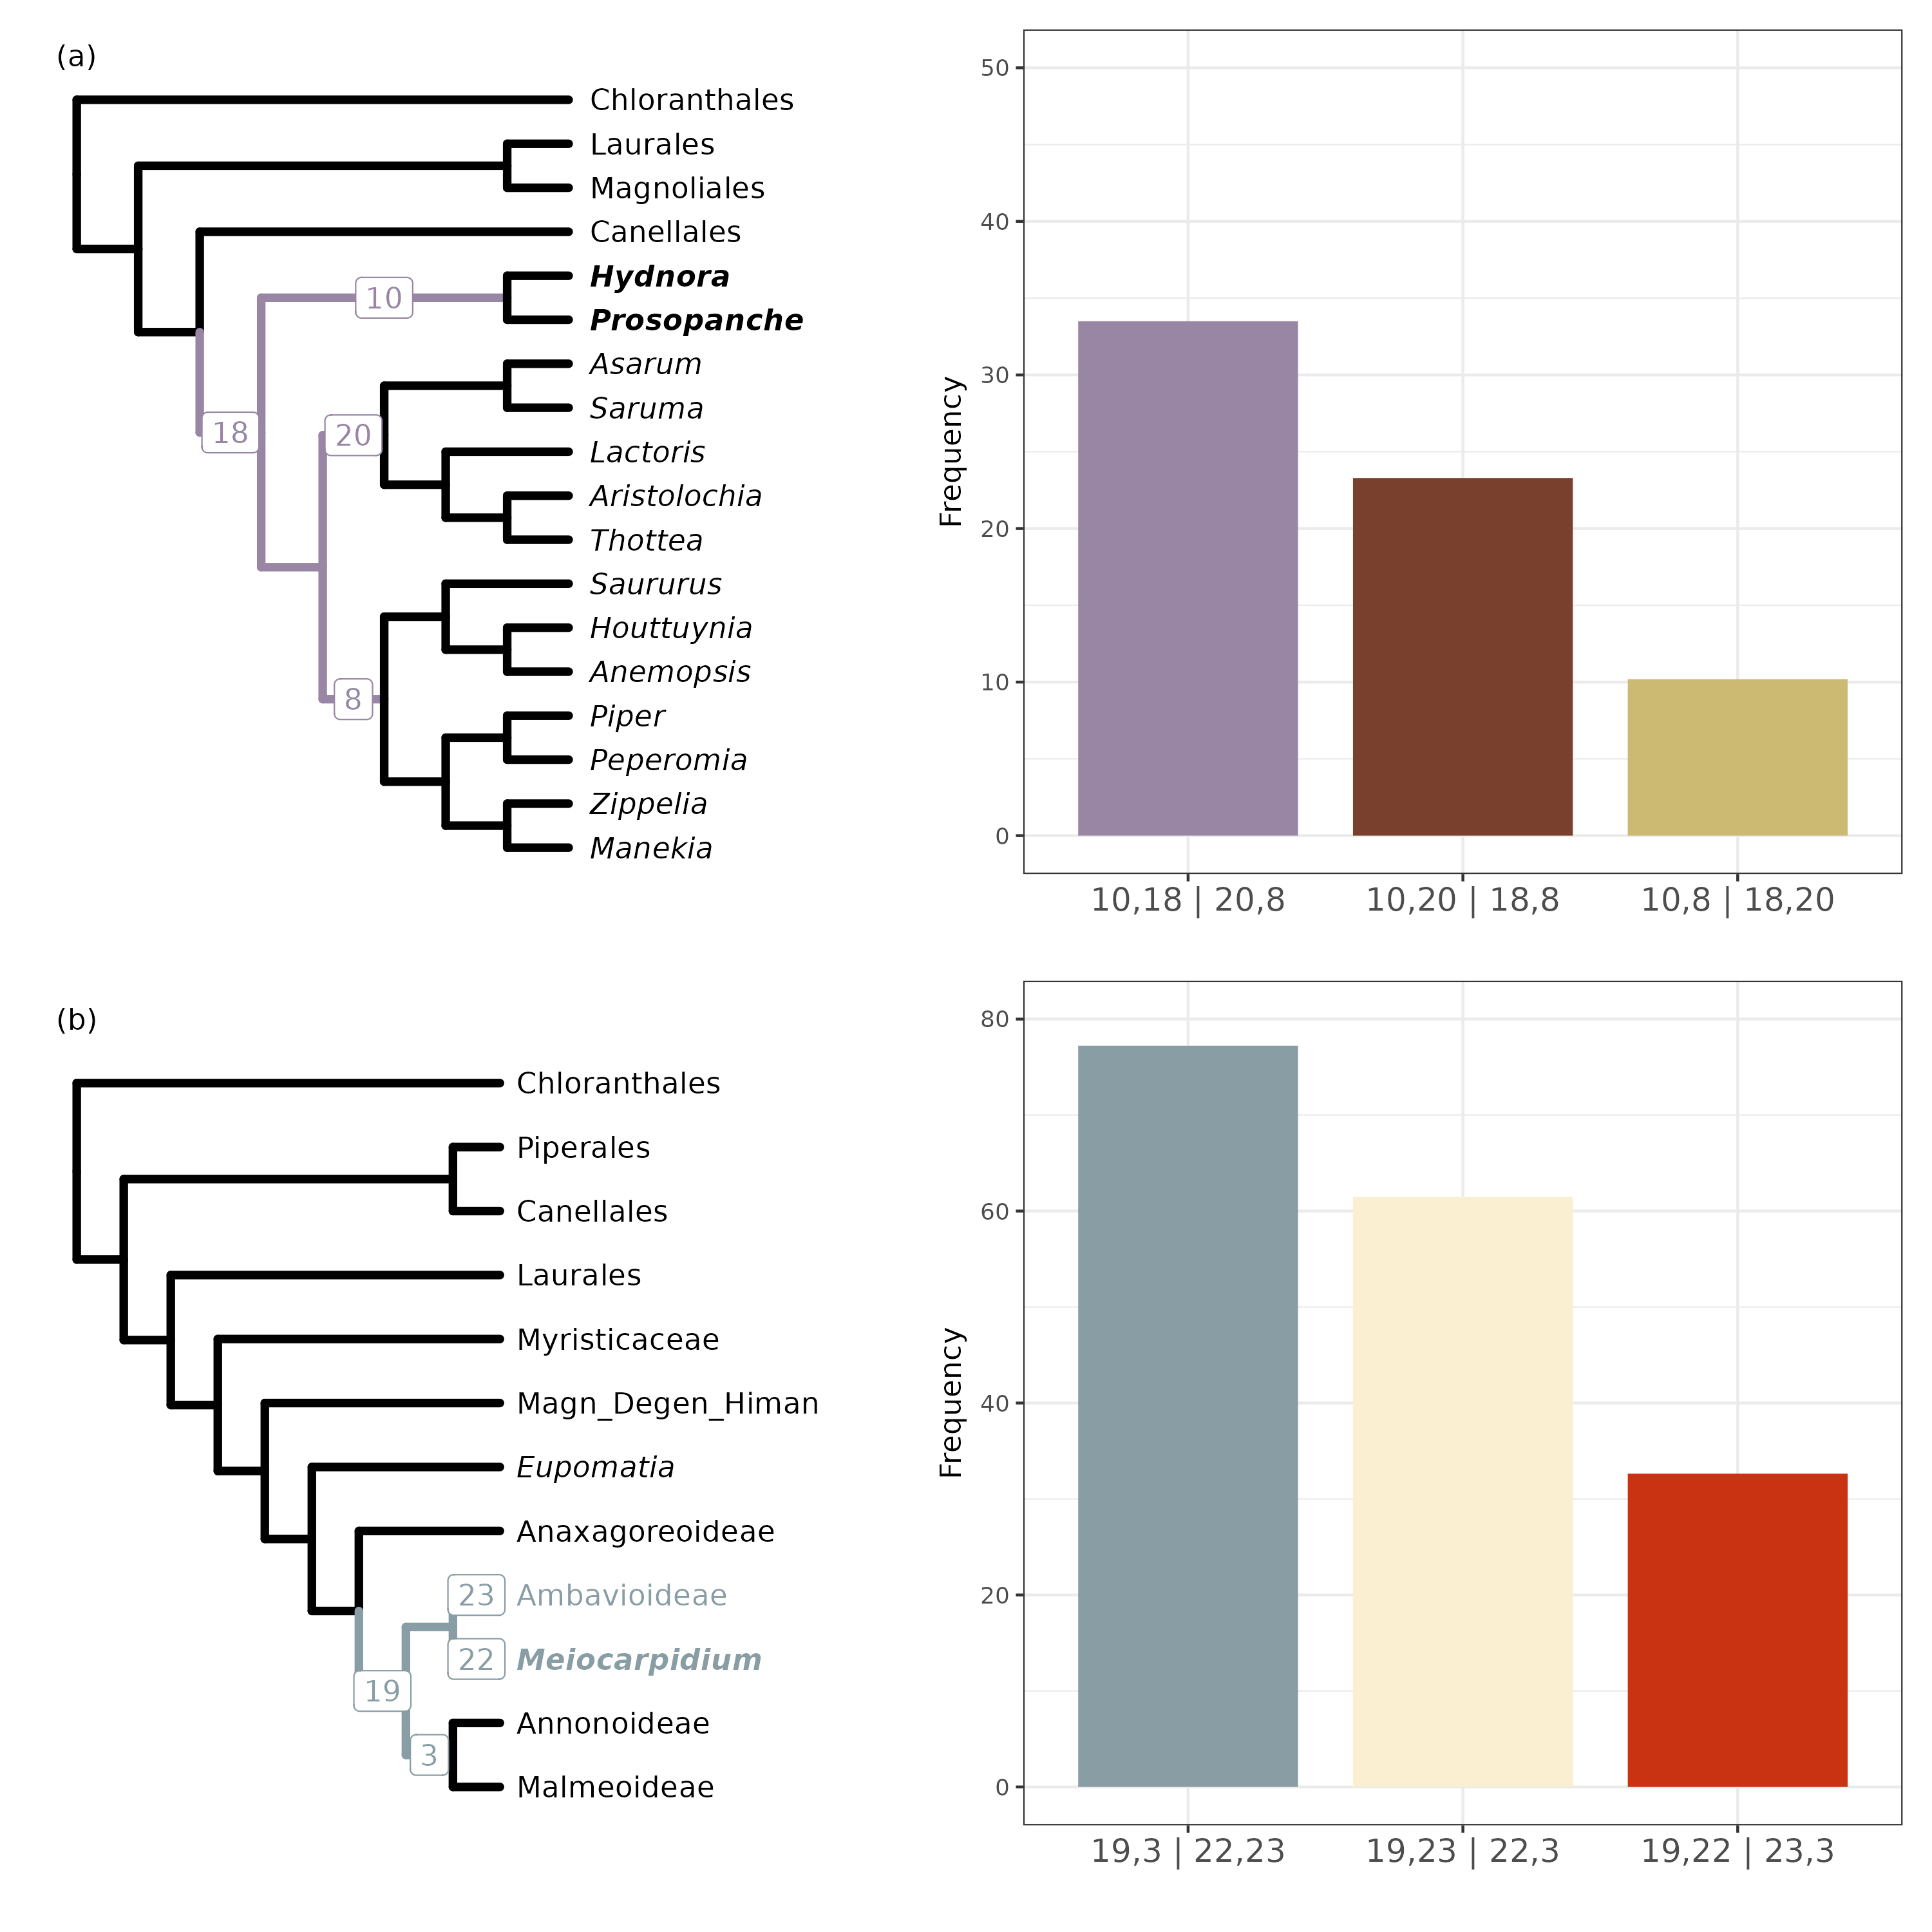 (a)
Chloranthales
Laurales
Magnoliales
Canellales
Hydnora
10
Prosopanche
Asarum
Saruma
18
20
Lactoris
Aristolochia
Thottea
Saururus
Houttuynia
Anemopsis
8
Piper
Peperomia
Zippelia
Manekia
Frequency
50
40
30
20
10
0
10,18 | 20,8
10,20 | 18,8
10,8 | 18,20
(b)
Chloranthales
Piperales
Canellales
Laurales
Myristicaceae
Magn_Degen_Himan
Eupomatia
Anaxagoreoideae
23 Ambavioideae
22 Meiocarpidium
19
Annonoideae
3
Malmeoideae
Frequency
80
60
40
20
0
19,3 | 22,23
19,23 | 22,3
19,22 | 23,3